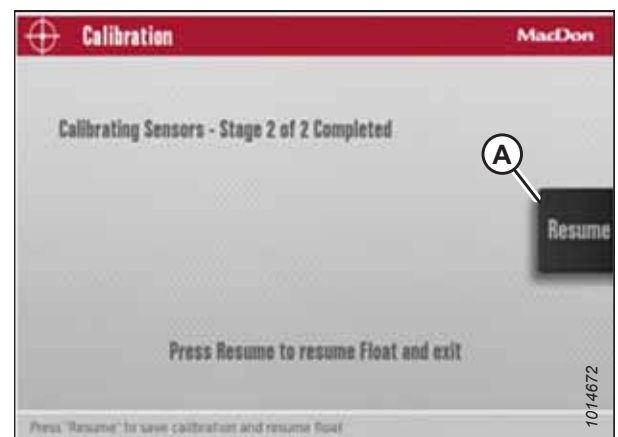 Calibration
MacDon
Calibrating Sensors - Stage 2 of 2 Completed
A
Resume
Press Resume to resume Float and exit
1014672
Press "Resume" to save calibration and resume float